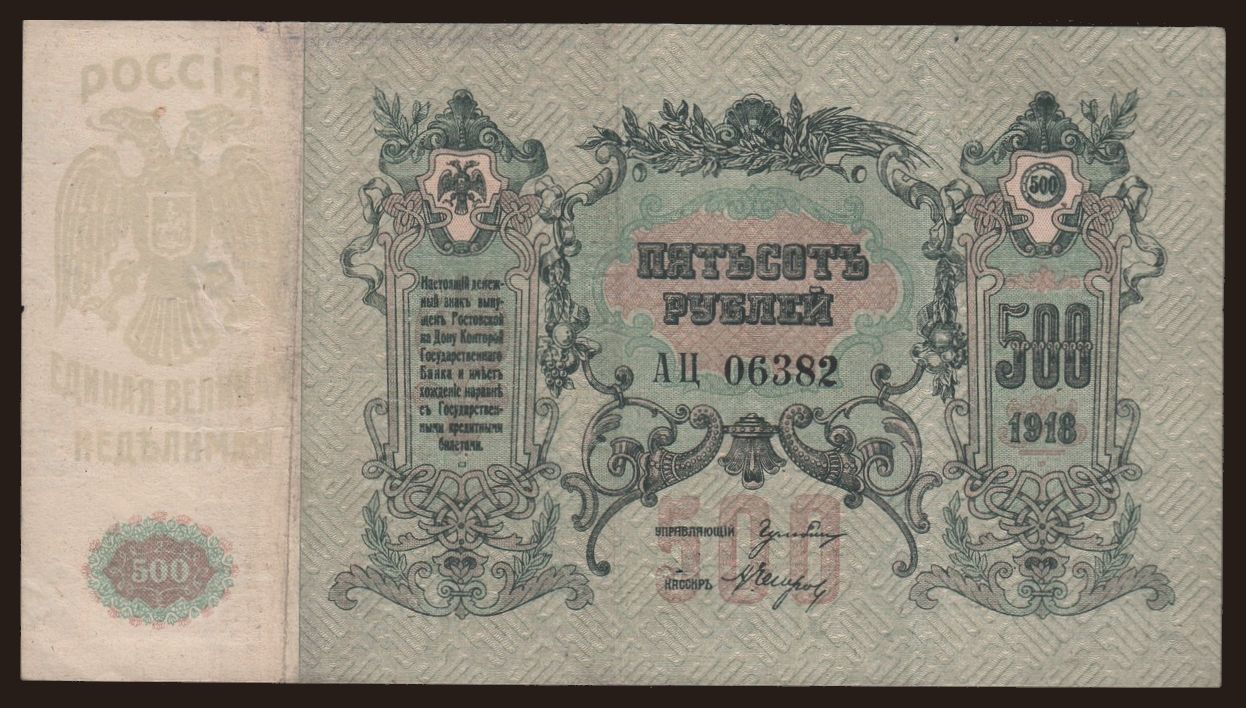 РОССІЯ
ЕДИНАЯ ВЕЛИКАЯ
НЕДѢЛИМАЯ
500
Настоящій денеж-
ный знакъ выпу-
щенъ Ростовской
на Дону Конторой
Государственнаго
Банка и имѣетъ
хожденіе наравнѣ
съ Государствен-
ными кредитными
билетами.
ПЯТЬСОТЪ
РУБЛЕЙ
АЦ 06382
500
УПРАВЛЯЮЩІЙ
КАССИРЪ
500
500
1918